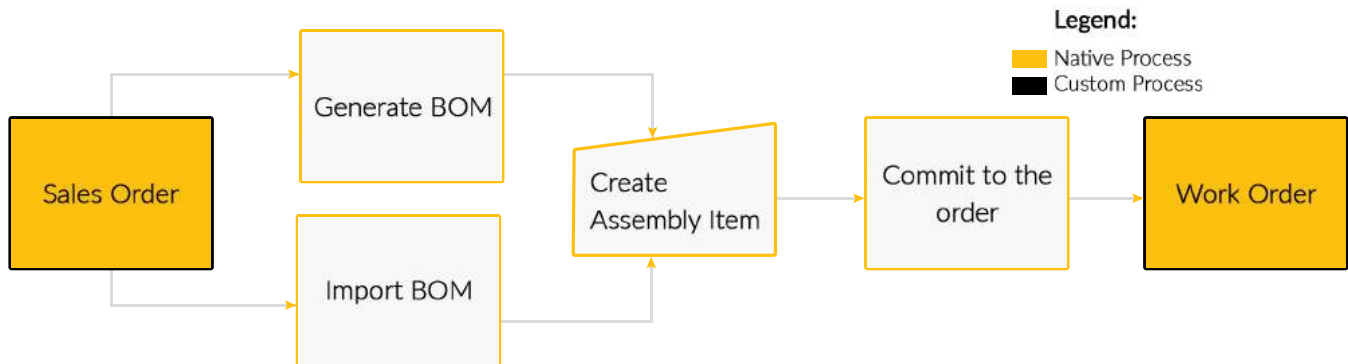 Legend:
Native Process
Custom Process
Generate BOM
Sales Order
Create
Assembly Item
Commit to the
order
Work Order
Import BOM